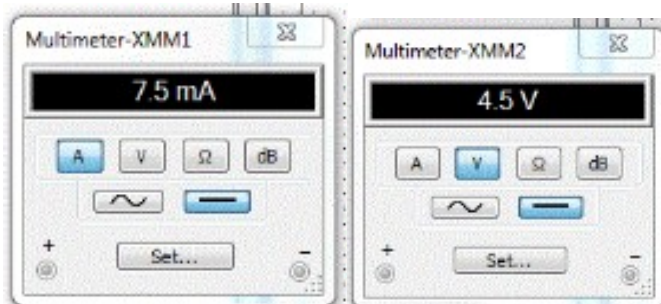 Multimeter-XMM1
7.5 mA
A V Ω dB
Set...
+ -
Multimeter-XMM2
4.5 V
A V Ω dB
Set...
+ -